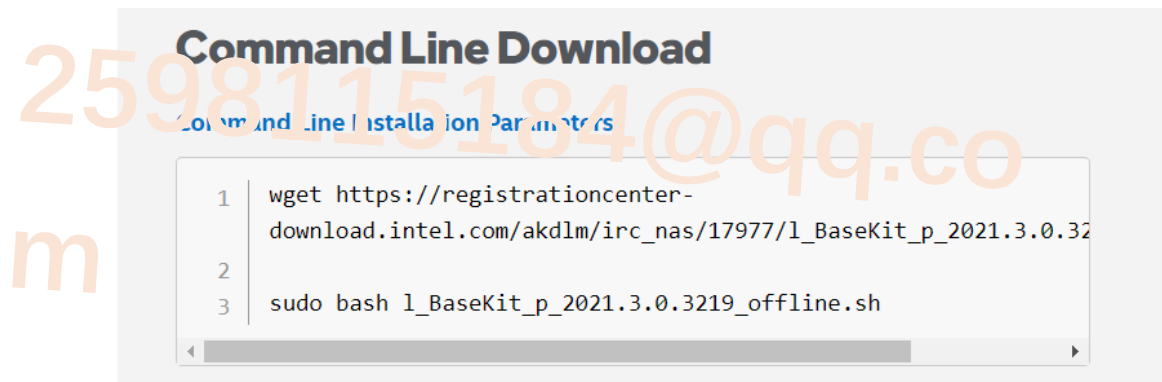 Command Line Download
Command Line Installation Parameters
1 wget https://registrationcenter-
download.intel.com/akdlm/irc_nas/17977/l_BaseKit_p_2021.3.0.32
2
3 sudo bash l_BaseKit_p_2021.3.0.3219_offline.sh
2598115184@qq.co
m